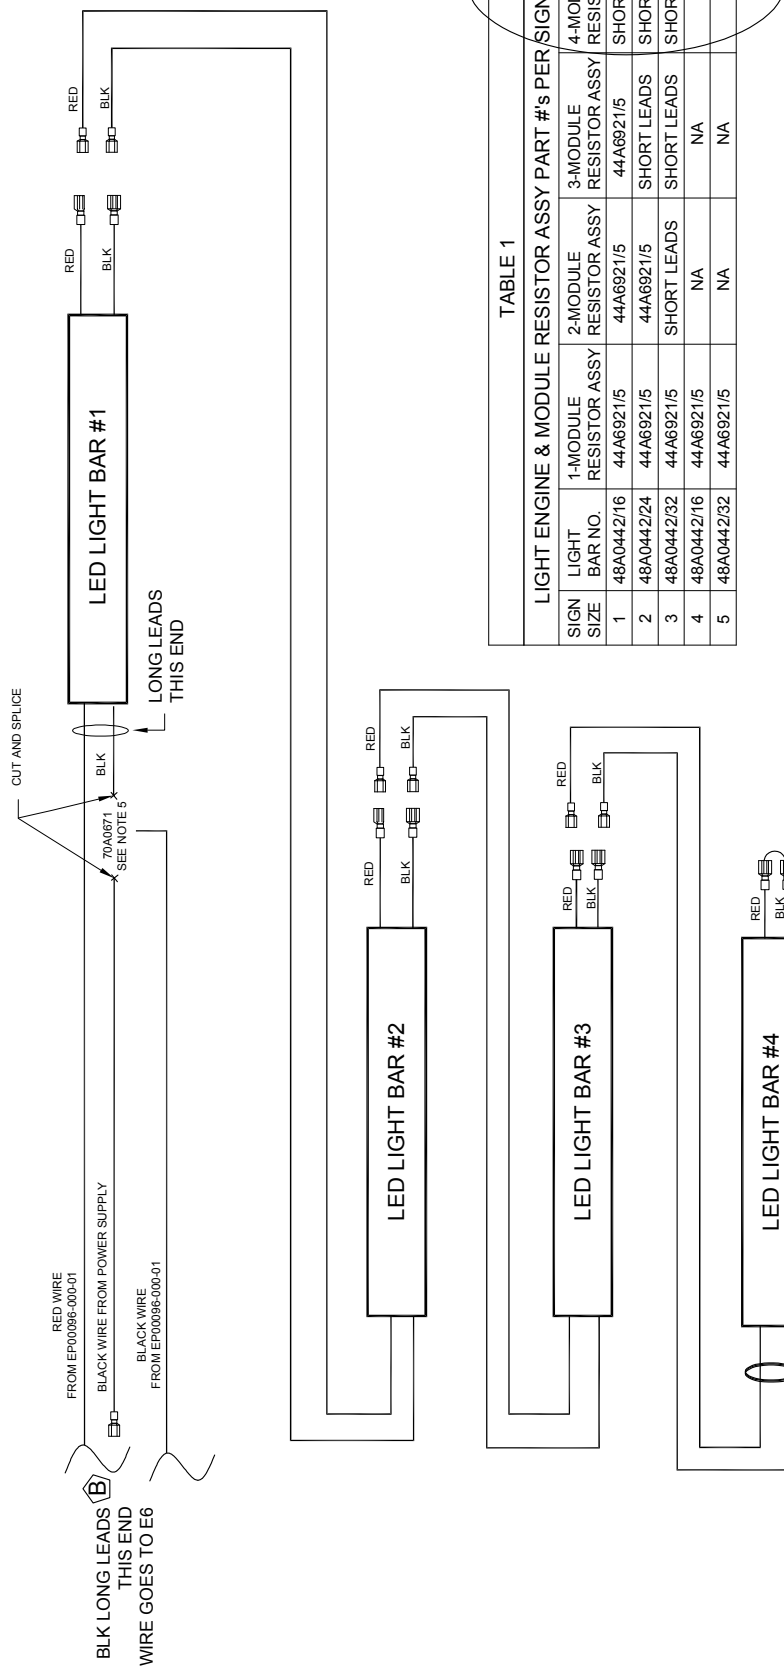 CUT AND SPLICE
RED WIRE
FROM EP00096-000-01
BLACK WIRE FROM POWER SUPPLY
BLACK WIRE
FROM EP00096-000-01
BLK LONG LEADS
THIS END
WIRE GOES TO E6
B
70A0671
SEE NOTE 5
BLK
LONG LEADS
THIS END
LED LIGHT BAR #1
RED
BLK
RED
BLK
LED LIGHT BAR #2
RED
BLK
RED
BLK
LED LIGHT BAR #3
RED
BLK
RED
BLK
LED LIGHT BAR #4
RED
BLK
TABLE 1
LIGHT ENGINE & MODULE RESISTOR ASSY PART #'s PER SIGN
SIGN SIZE LIGHT BAR NO. 1-MODULE RESISTOR ASSY 2-MODULE RESISTOR ASSY 3-MODULE RESISTOR ASSY
1 48A0442/16 44A6921/5 44A6921/5 44A6921/5
2 48A0442/24 44A6921/5 44A6921/5 SHORT LEADS
3 48A0442/32 44A6921/5 SHORT LEADS SHORT LEADS
4 48A0442/16 44A6921/5 NA NA
5 48A0442/32 44A6921/5 NA NA